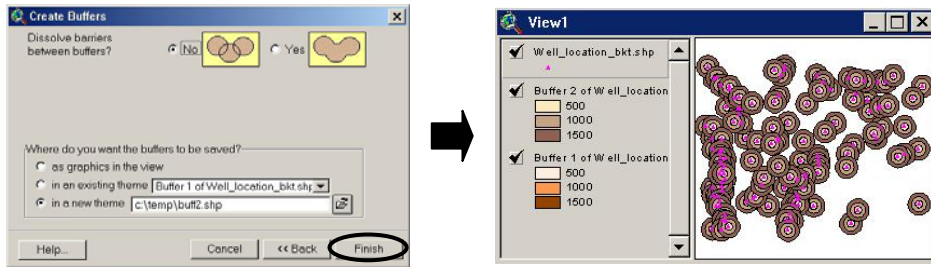 Create Buffers
Dissolve barriers
between buffers?
No
Yes
Where do you want the buffers to be saved?
as graphics in the view
in an existing theme Buffer 1 of Well_location_bkt.shp
in a new theme c:\temp\buff2.shp
Help...
Cancel
<< Back
Finish
View1
Well_location_bkt.shp
Buffer 2 of Well_location
500
1000
1500
Buffer 1 of Well_location
500
1000
1500